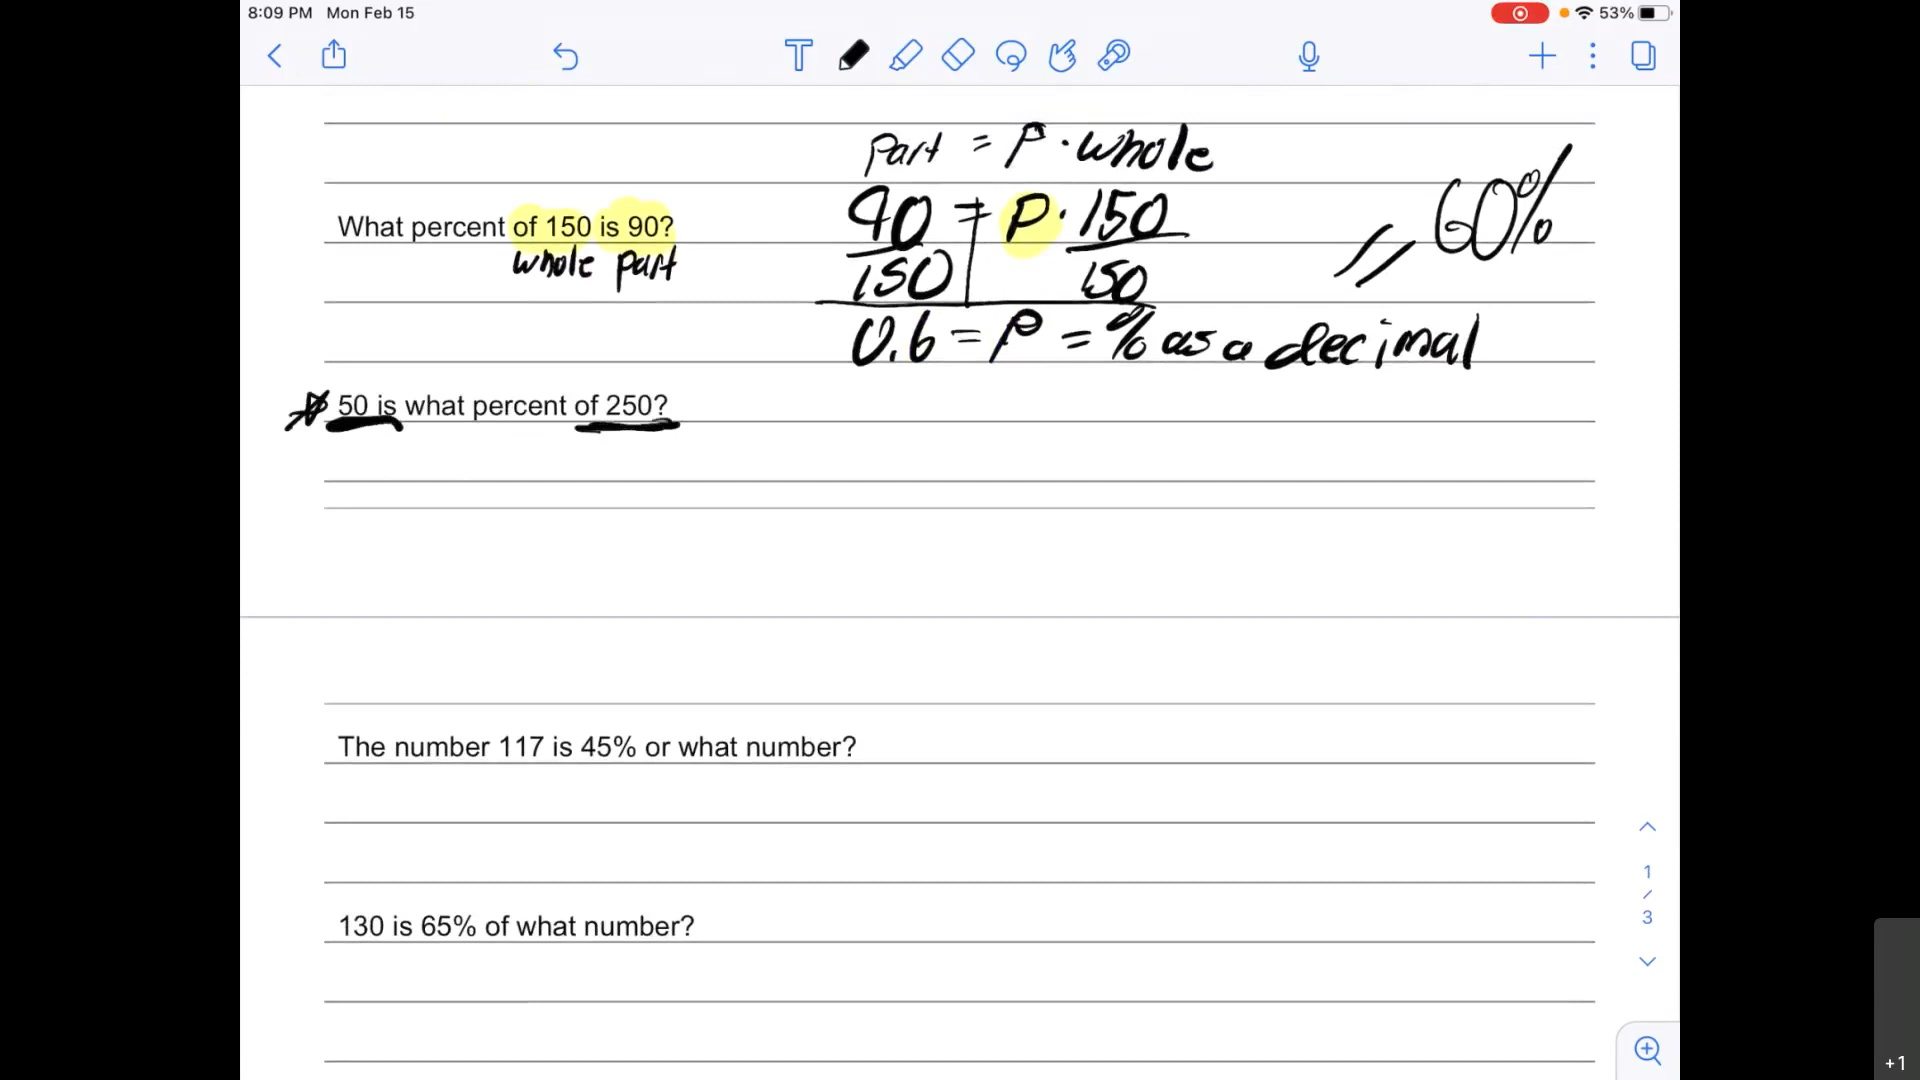 8:09 PM Mon Feb 15 53%
T
Part = P · whole
What percent of 150 is 90?
whole part
90 = P · 150
150 150
60%
0.6 = P = % as a decimal
50 is what percent of 250?
The number 117 is 45% or what number?
130 is 65% of what number?
1
/
3
+1